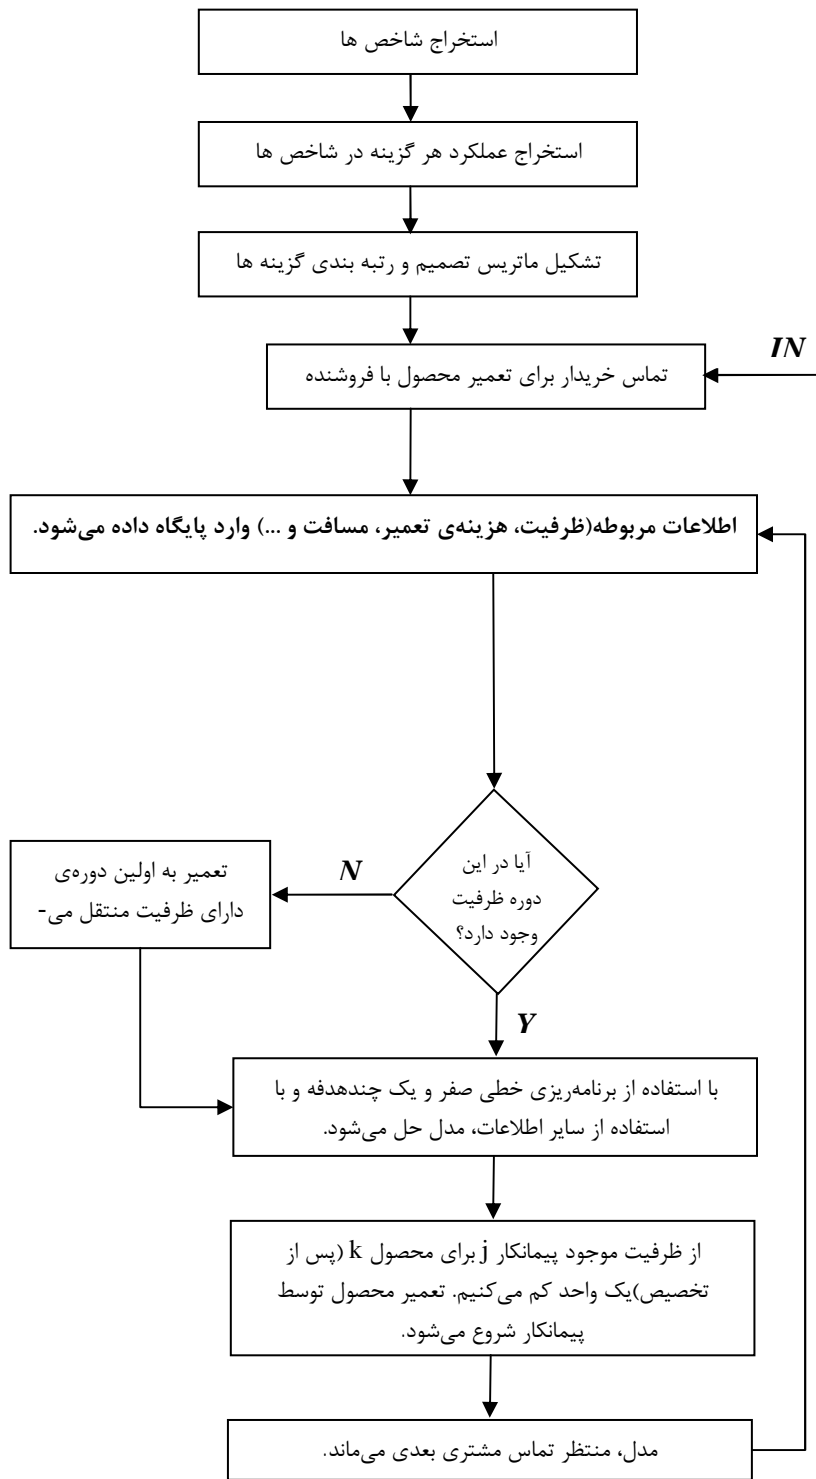 استخراج شاخص ها
استخراج عملکرد هر گزینه در شاخص ها
تشکیل ماتریس تصمیم و رتبه بندی گزینه ها
IN
تماس خریدار برای تعمیر محصول با فروشنده
اطلاعات مربوطه(ظرفیت، هزینه‌ی تعمیر، مسافت و ...) وارد پایگاه داده می‌شود.
آیا در این
دوره ظرفیت
وجود دارد؟
N
تعمیر به اولین دوره‌ی
دارای ظرفیت منتقل می-
Y
با استفاده از برنامه‌ریزی خطی صفر و یک چندهدفه و با
استفاده از سایر اطلاعات، مدل حل می‌شود.
از ظرفیت موجود پیمانکار j برای محصول k (پس از
تخصیص)یک واحد کم می‌کنیم. تعمیر محصول توسط
پیمانکار شروع می‌شود.
مدل، منتظر تماس مشتری بعدی می‌ماند.